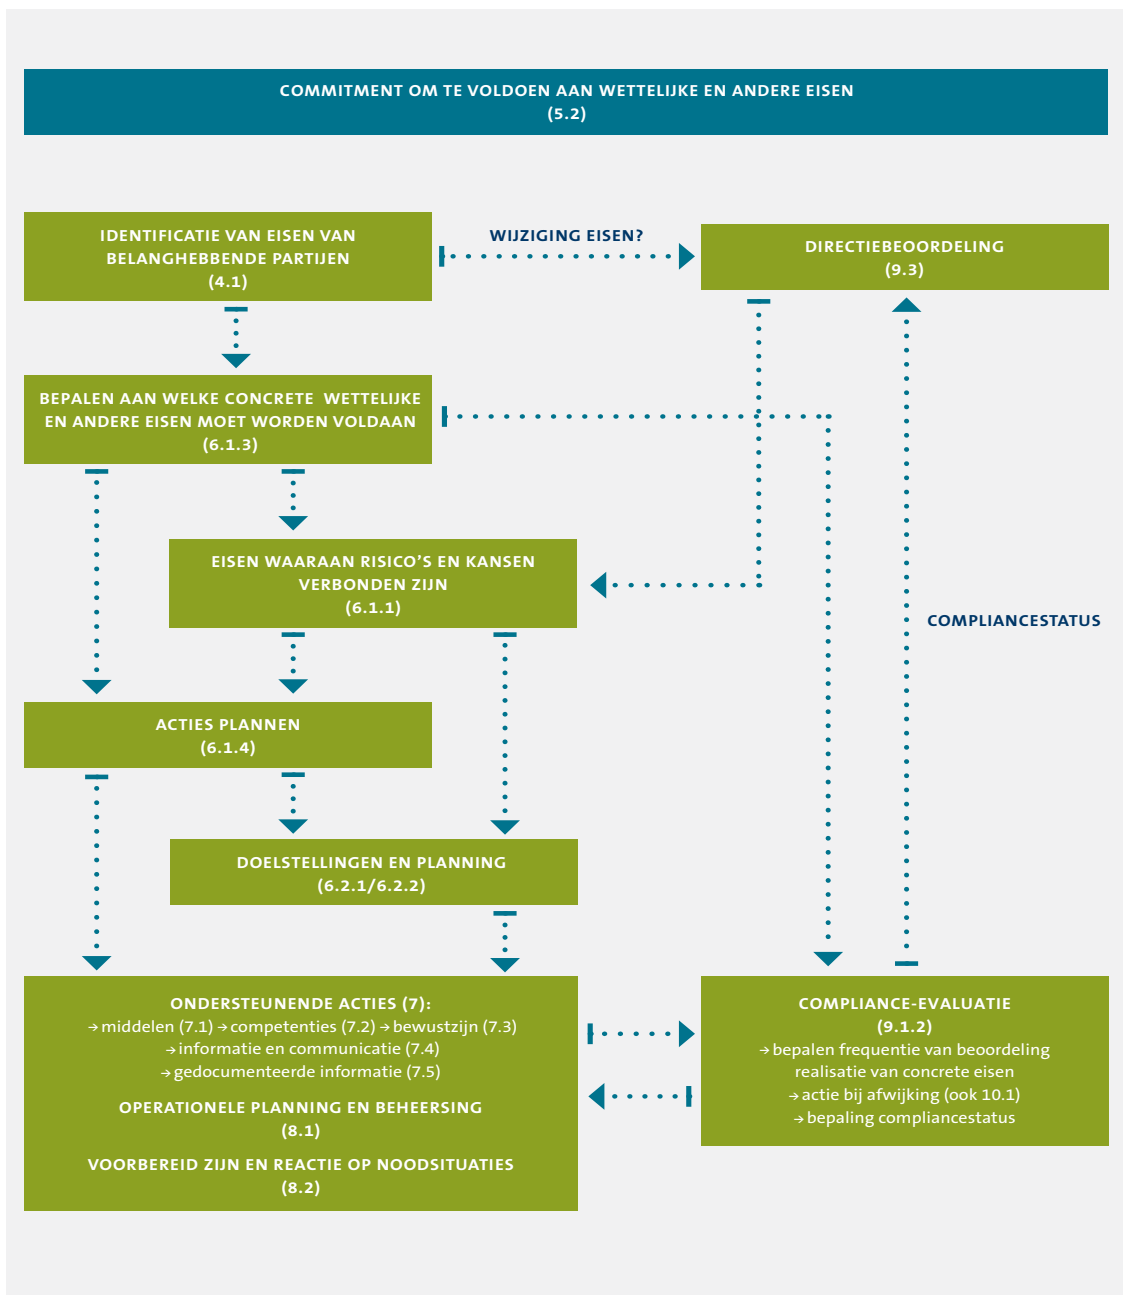 COMMITMENT OM TE VOLDOEN AAN WETTELIJKE EN ANDERE EISEN
(5.2)
IDENTIFICATIE VAN EISEN VAN
BELANGHEBBENDE PARTIJEN
(4.1)
WIJZIGING EISEN?
DIRECTIEBEOORDELING
(9.3)
BEPALEN AAN WELKE CONCRETE WETTELIJKE
EN ANDERE EISEN MOET WORDEN VOLDAAN
(6.1.3)
EISEN WAARAAN RISICO'S EN KANSEN
VERBONDEN ZIJN
(6.1.1)
COMPLIANCESTATUS
ACTIES PLANNEN
(6.1.4)
DOELSTELLINGEN EN PLANNING
(6.2.1/6.2.2)
ONDERSTEUNENDE ACTIES (7):
→ middelen (7.1) → competenties (7.2) → bewustzijn (7.3)
→ informatie en communicatie (7.4)
→ gedocumenteerde informatie (7.5)
OPERATIONELE PLANNING EN BEHEERSING
(8.1)
VOORBEREID ZIJN EN REACTIE OP NOODSITUATIES
(8.2)
COMPLIANCE-EVALUATIE
(9.1.2)
→ bepalen frequentie van beoordeling
realisatie van concrete eisen
→ actie bij afwijking (ook 10.1)
→ bepaling compliancestatus